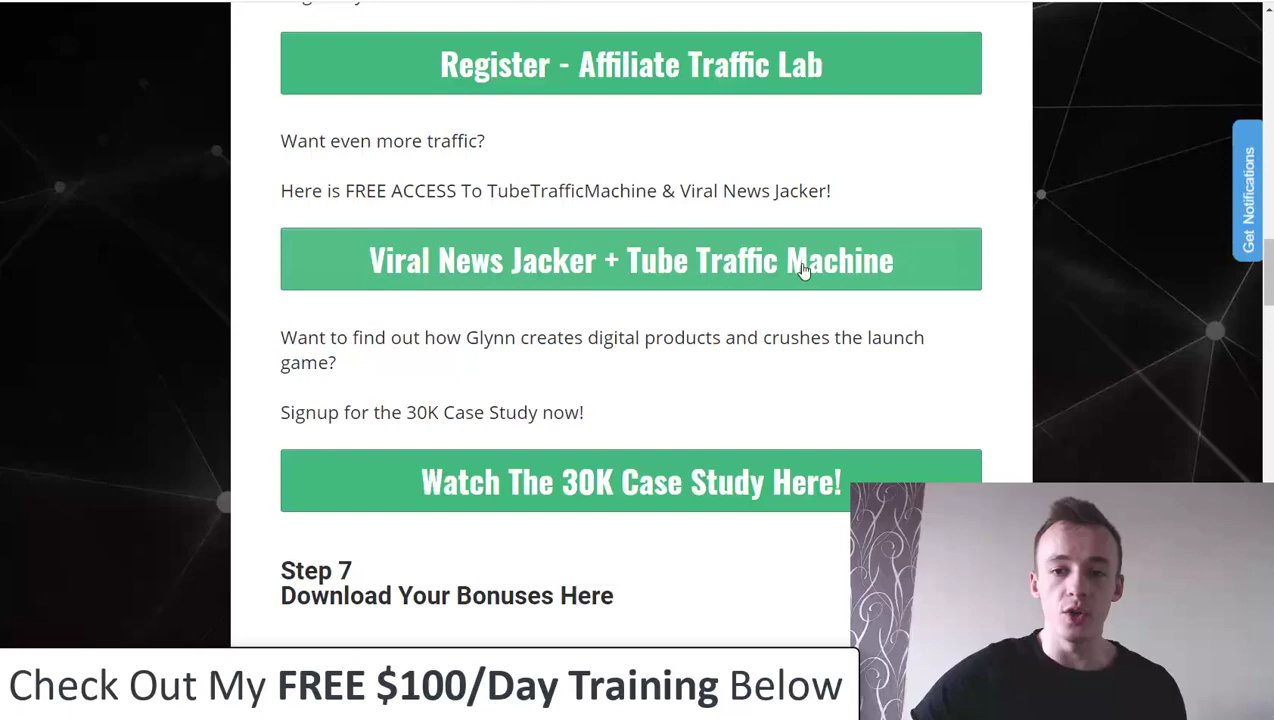 Register - Affiliate Traffic Lab
Want even more traffic?
Here is FREE ACCESS To TubeTrafficMachine & Viral News Jacker!
Get Notifications
Viral News Jacker + Tube Traffic Machine
Want to find out how Glynn creates digital products and crushes the launch
game?
Signup for the 30K Case Study now!
Watch The 30K Case Study Here!
Step 7
Download Your Bonuses Here
Check Out My FREE $100/Day Training Below